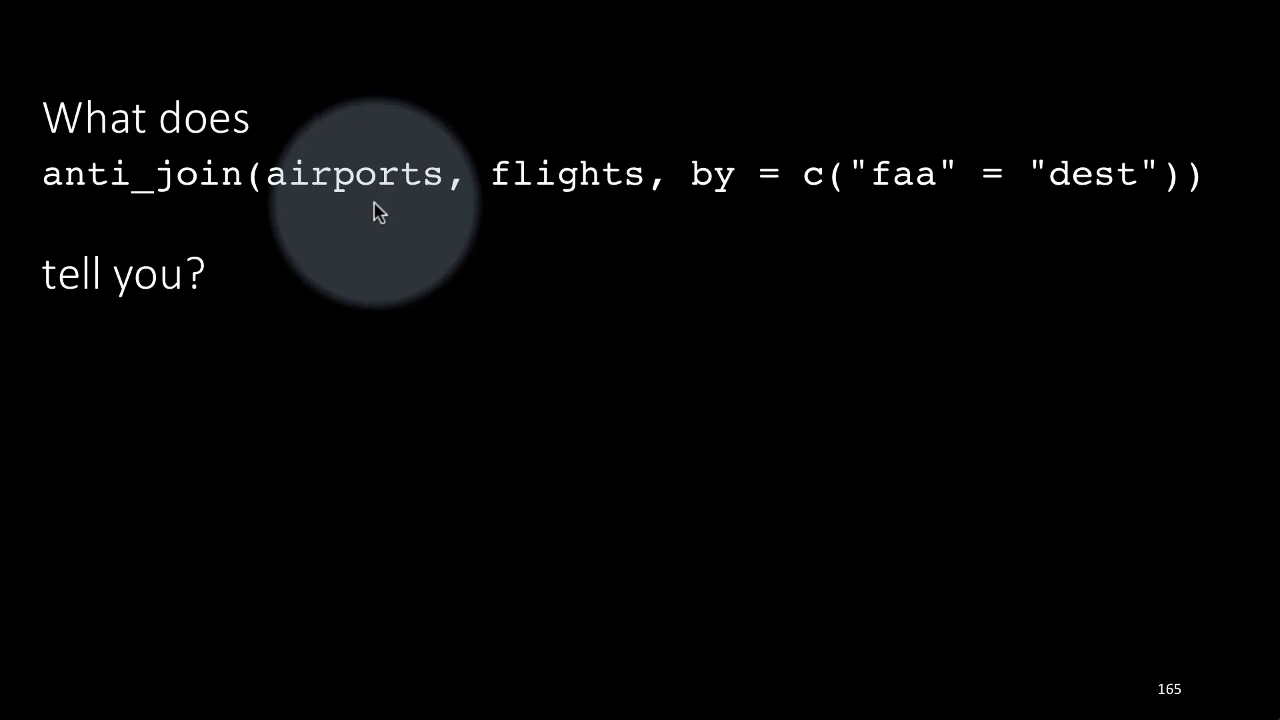 What does
anti_join(airports, flights, by = c("faa" = "dest"))
tell you?
165